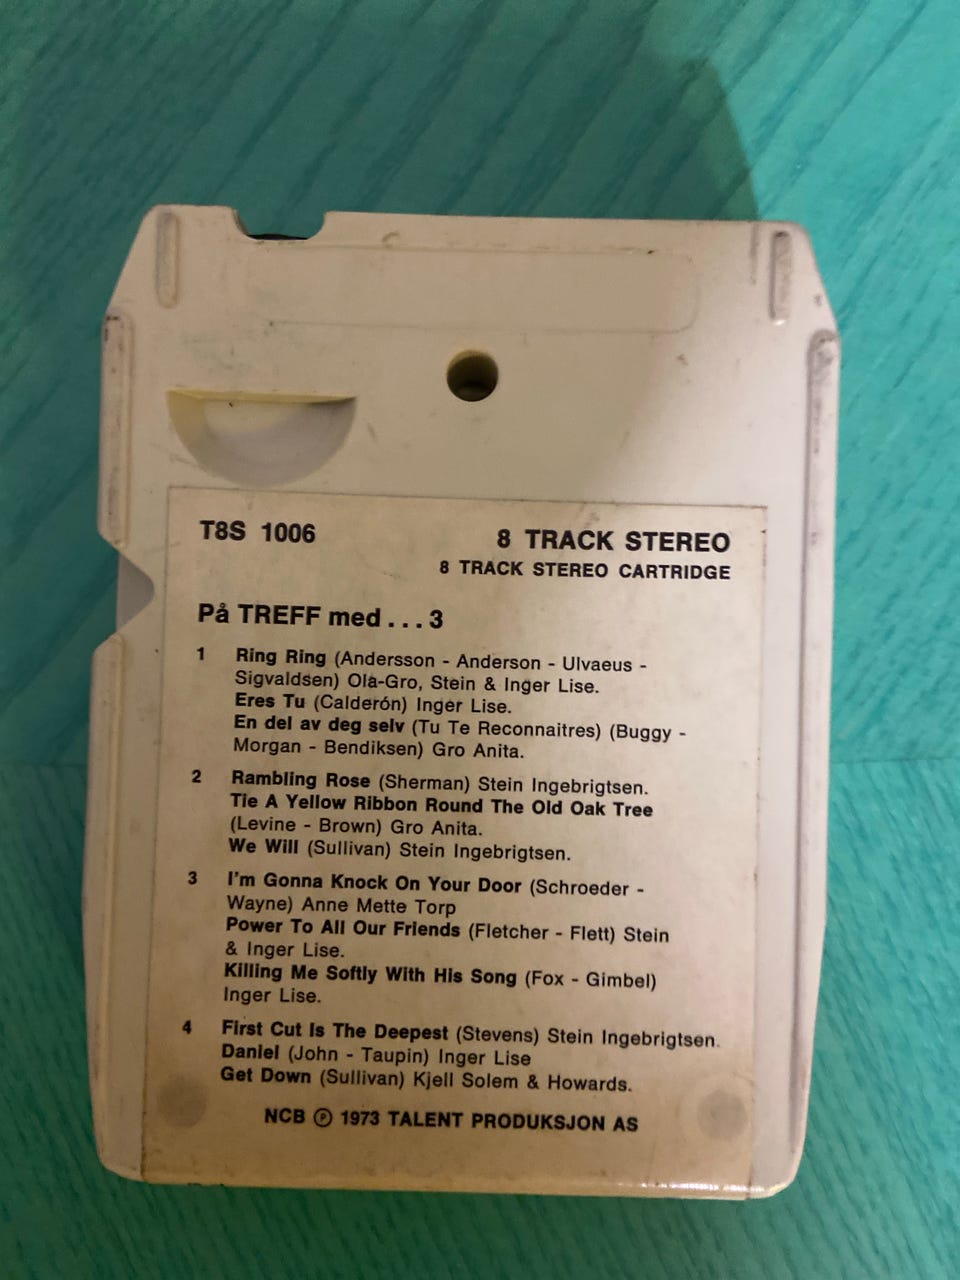 T8S 1006
8 TRACK STEREO
8 TRACK STEREO CARTRIDGE
På TREFF med . . . 3
1 Ring Ring (Andersson - Anderson - Ulvaeus -
Sigvaldsen) Ola-Gro, Stein & Inger Lise.
Eres Tu (Calderón) Inger Lise.
En del av deg selv (Tu Te Reconnaitres) (Buggy -
Morgan - Bendiksen) Gro Anita.
2 Rambling Rose (Sherman) Stein Ingebrigtsen.
Tie A Yellow Ribbon Round The Old Oak Tree
(Levine - Brown) Gro Anita.
We Will (Sullivan) Stein Ingebrigtsen.
3 I'm Gonna Knock On Your Door (Schroeder -
Wayne) Anne Mette Torp
Power To All Our Friends (Fletcher - Flett) Stein
& Inger Lise.
Killing Me Softly With His Song (Fox - Gimbel)
Inger Lise.
4 First Cut Is The Deepest (Stevens) Stein Ingebrigtsen.
Daniel (John - Taupin) Inger Lise
Get Down (Sullivan) Kjell Solem & Howards.
NCB ℗ 1973 TALENT PRODUKSJON AS